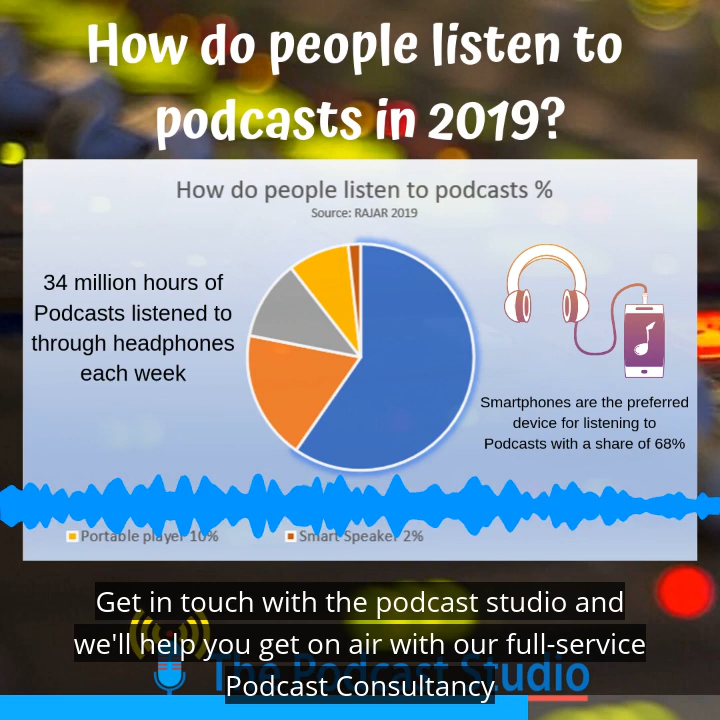 How do people listen to
podcasts in 2019?
How do people listen to podcasts %
Source: RAJAR 2019
34 million hours of
Podcasts listened to
through headphones
each week
Smartphones are the preferred
device for listening to
Podcasts with a share of 68%
Portable player 10%
Smart Speaker 2%
Get in touch with the podcast studio and
we'll help you get on air with our full-service
Podcast Consultancy
The Podcast Studio